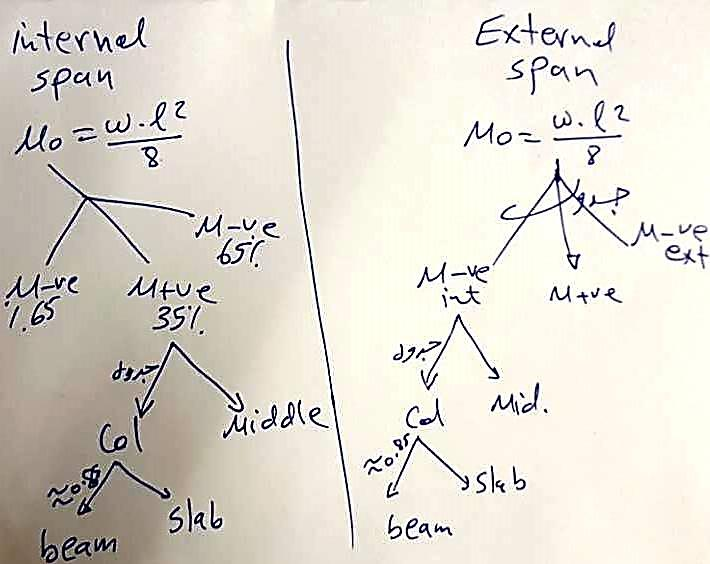 internal
span
Mo = w.l²/8
M-ve
65%
M-ve
%65
M+ve
35%
جدول
Col
Middle
≈0.85
beam
Slab
External
span
Mo = w.l²/8
جدول
M-ve
int
M+ve
M-ve
ext
جدول
Col
Mid.
≈0.85
beam
Slab